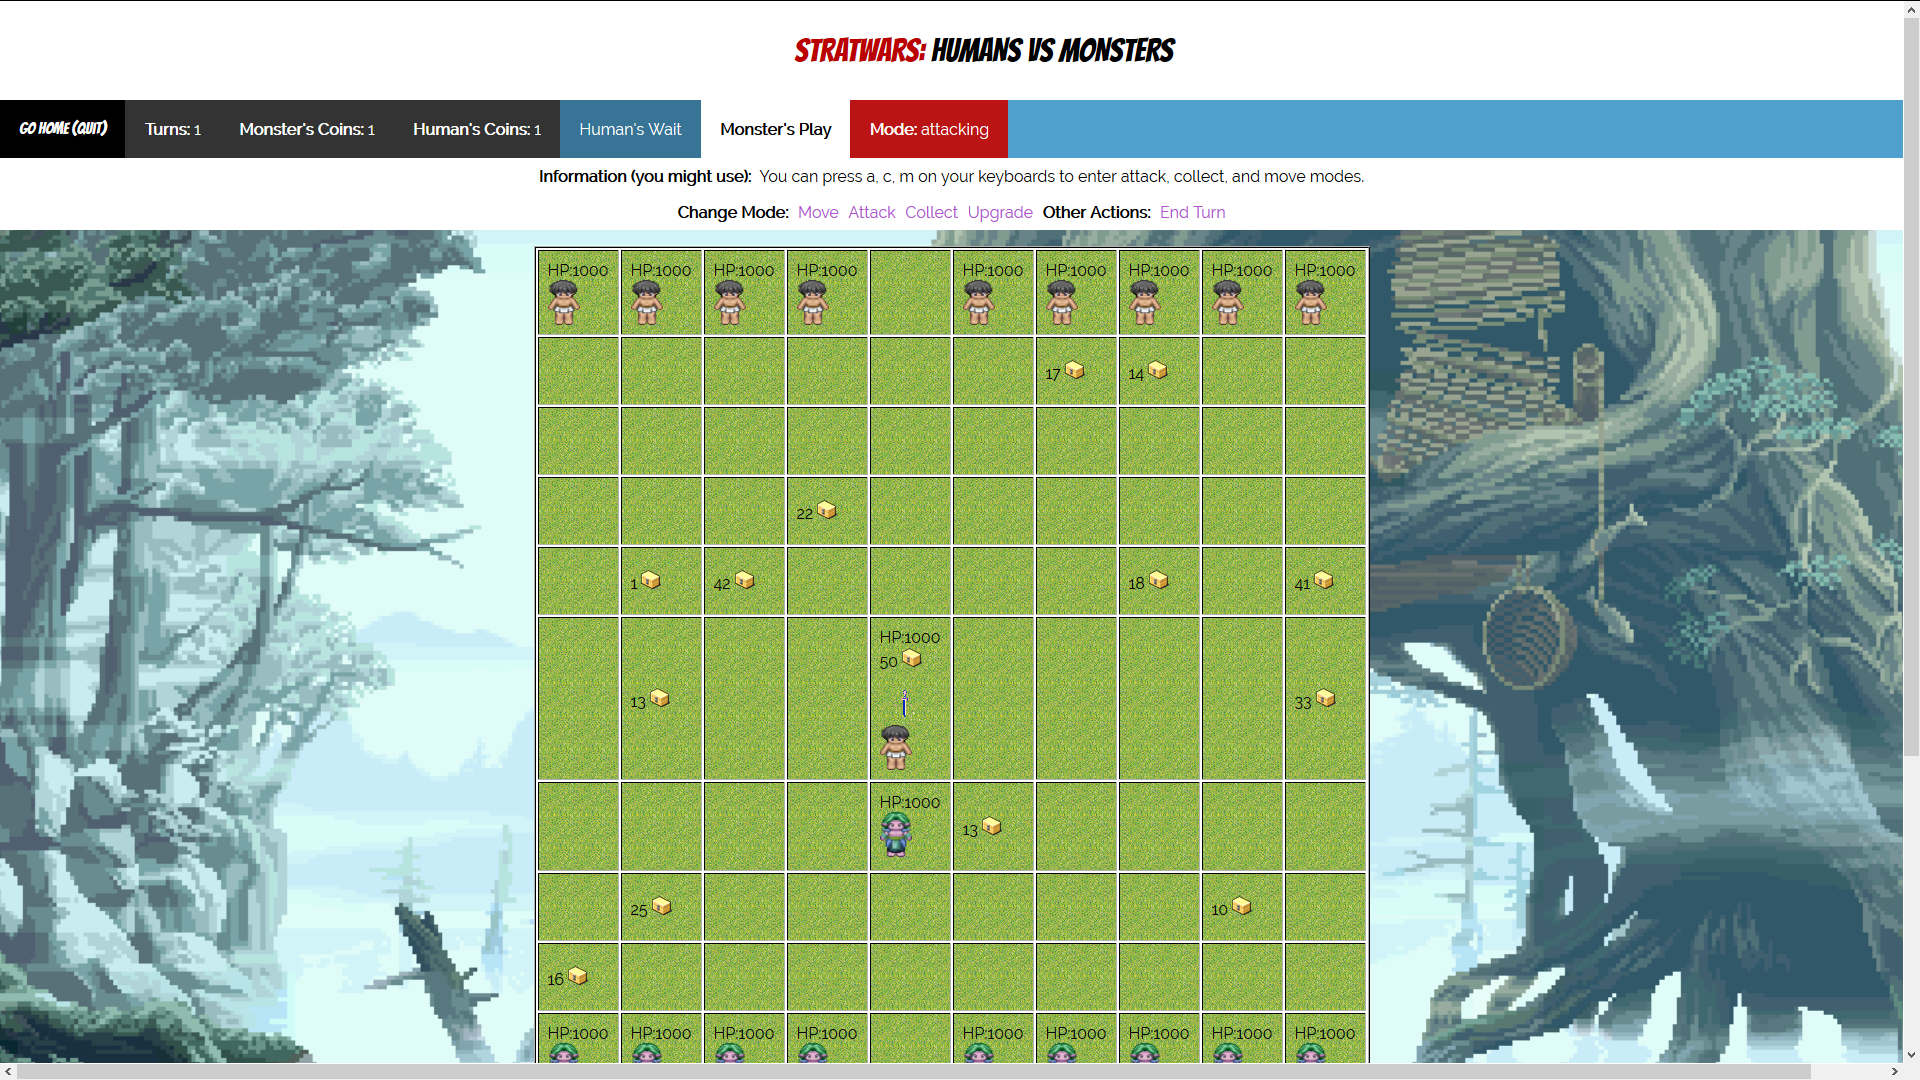 STRATWARS: HUMANS VS MONSTERS
GO HOME (QUIT) Turns: 1 Monster's Coins: 1 Human's Coins: 1 Human's Wait Monster's Play Mode: attacking
Information (you might use): You can press a, c, m on your keyboards to enter attack, collect, and move modes.
Change Mode: Move Attack Collect Upgrade Other Actions: End Turn
HP:1000 HP:1000 HP:1000 HP:1000 HP:1000 HP:1000 HP:1000 HP:1000 HP:1000
17 14
22
1 42 18 41
HP:1000
50
13 33
HP:1000
13
25 10
16
HP:1000 HP:1000 HP:1000 HP:1000 HP:1000 HP:1000 HP:1000 HP:1000 HP:1000